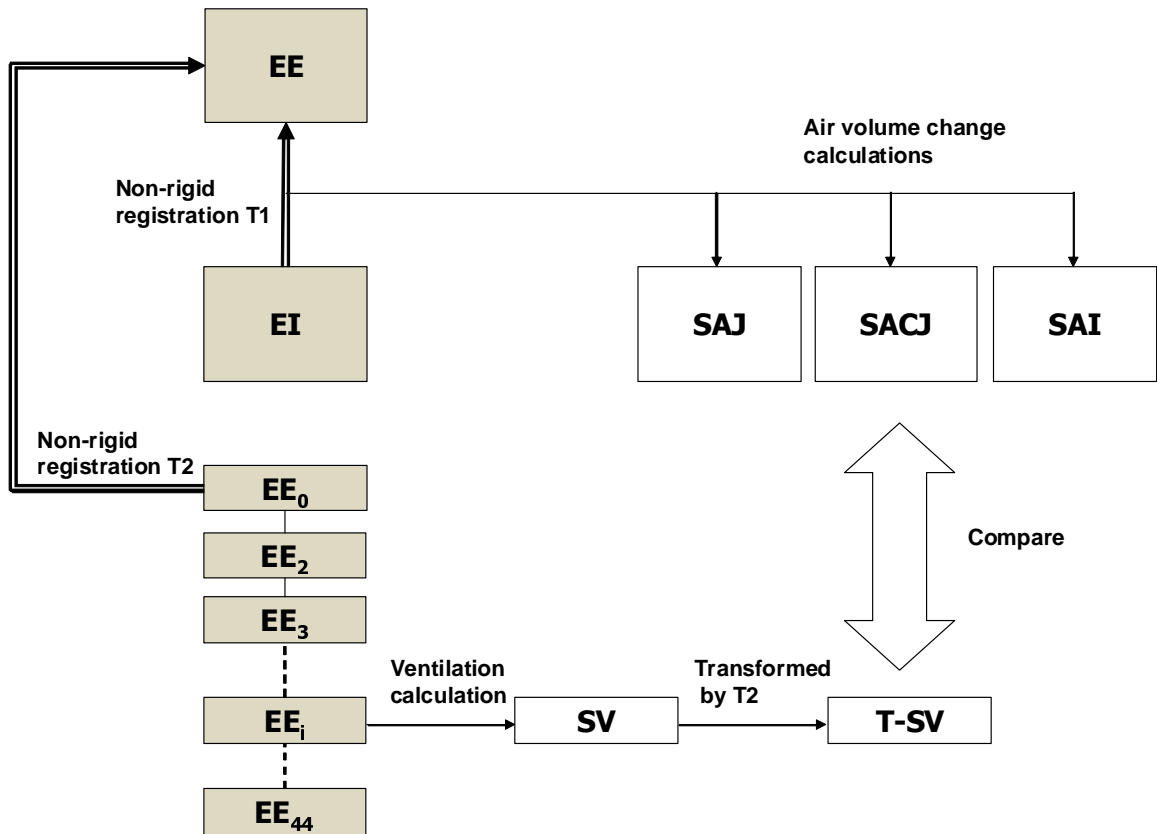 EE
Air volume change
calculations
Non-rigid
registration T1
EI
SAJ
SACJ
SAI
Non-rigid
registration T2
EE₀
EE₂
Compare
EE₃
Ventilation
calculation
Transformed
by T2
EEᵢ
SV
T-SV
EE₄₄